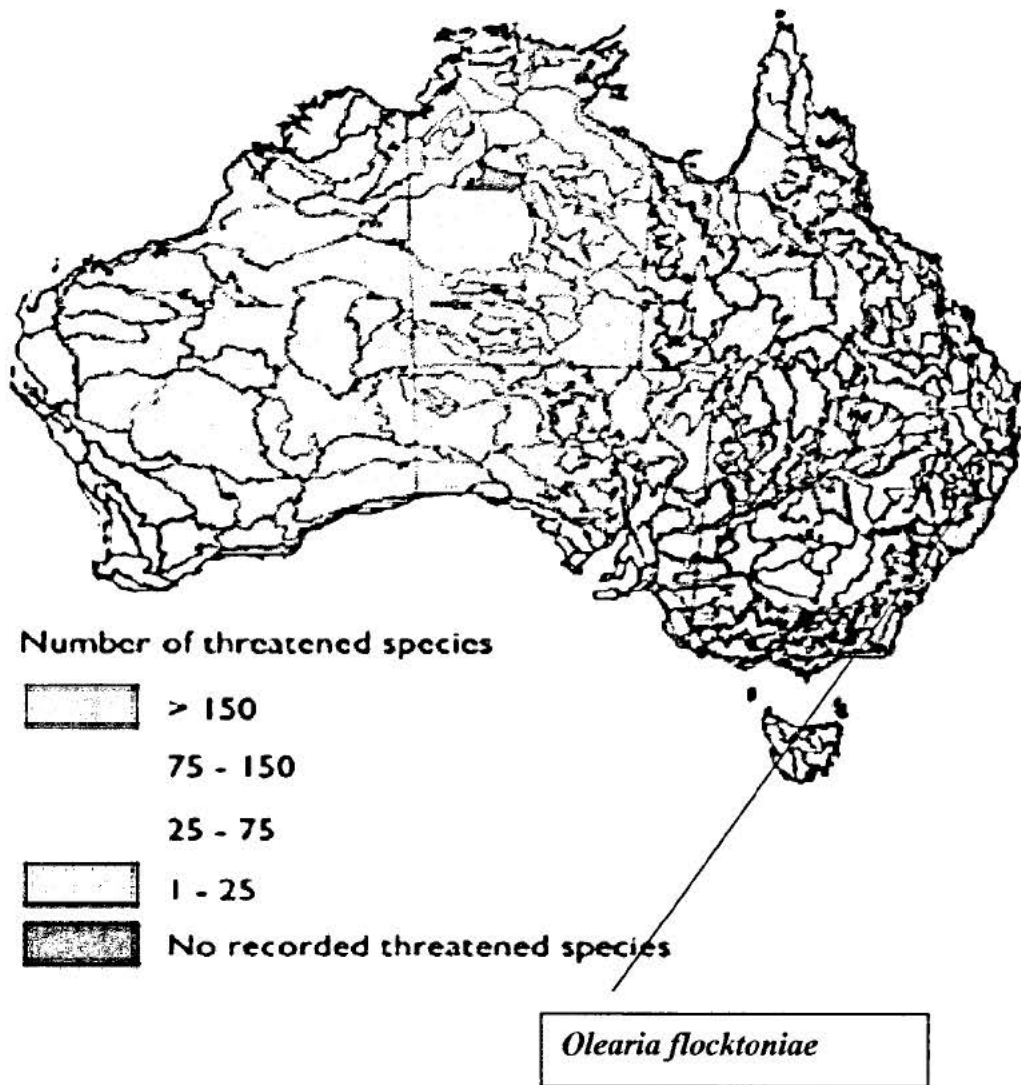 Number of threatened species
> 150
75 - 150
25 - 75
1 - 25
No recorded threatened species
Olearia flocktoniae